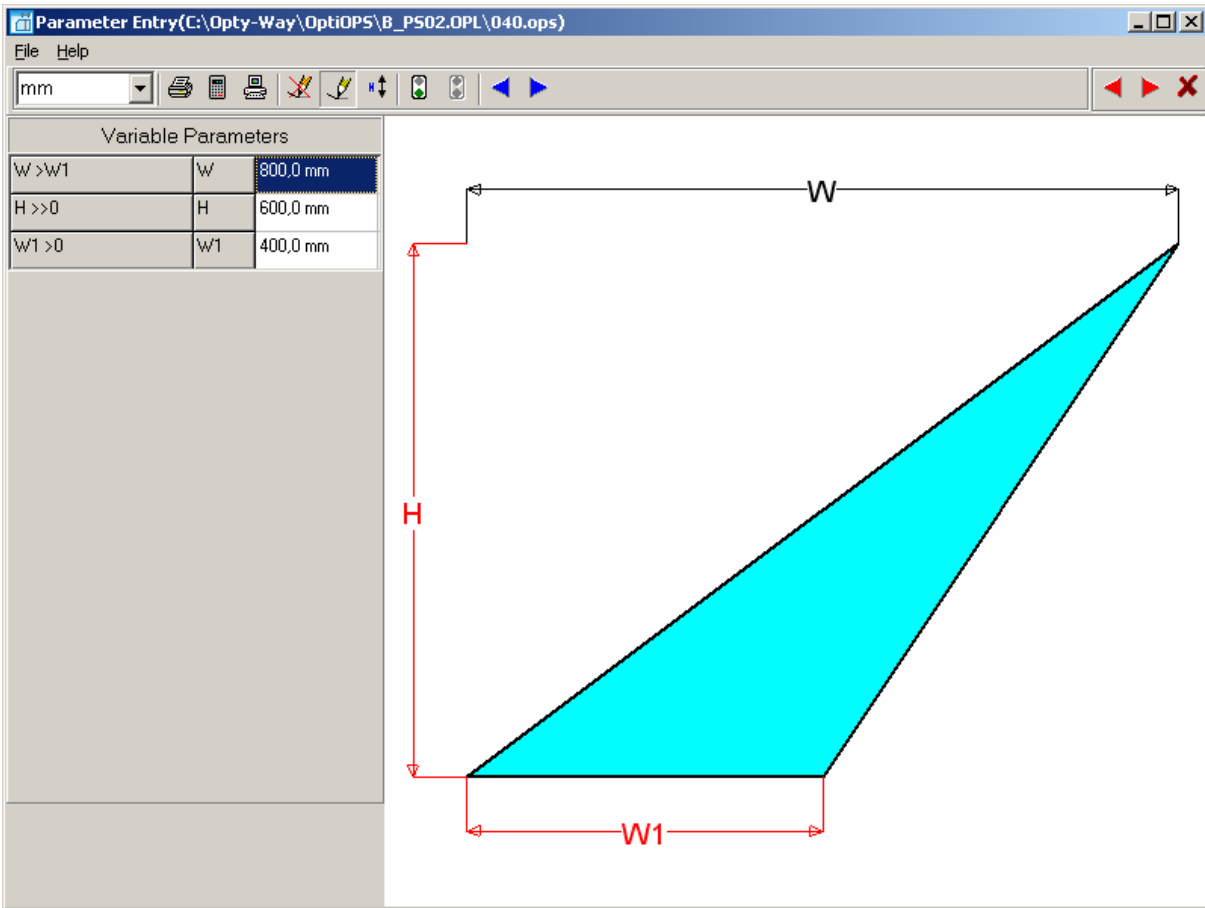 Parameter Entry(C:\Opty-Way\OptiOPS\B_PS02.OPL\040.ops)
File Help
mm
Variable Parameters
W >W1 W 800,0 mm
H >>0 H 600,0 mm
W1 >0 W1 400,0 mm
W
H
W1